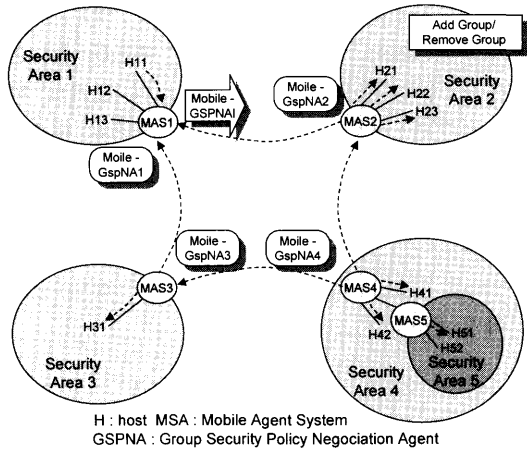 Add Group/
Remove Group
Security
Area 1
H11
H12
H13
MAS1
Mobile -
GSPNAI
Moile -
GspNA1
Moile -
GspNA2
H21
H22
H23
MAS2
Security
Area 2
Moile -
GspNA3
Moile -
GspNA4
MAS3
H31
Security
Area 3
MAS4
H41
H42
MAS5
H51
H52
Security
Area 4
Security
Area 5
H : host MSA : Mobile Agent System
GSPNA : Group Security Policy Negociation Agent